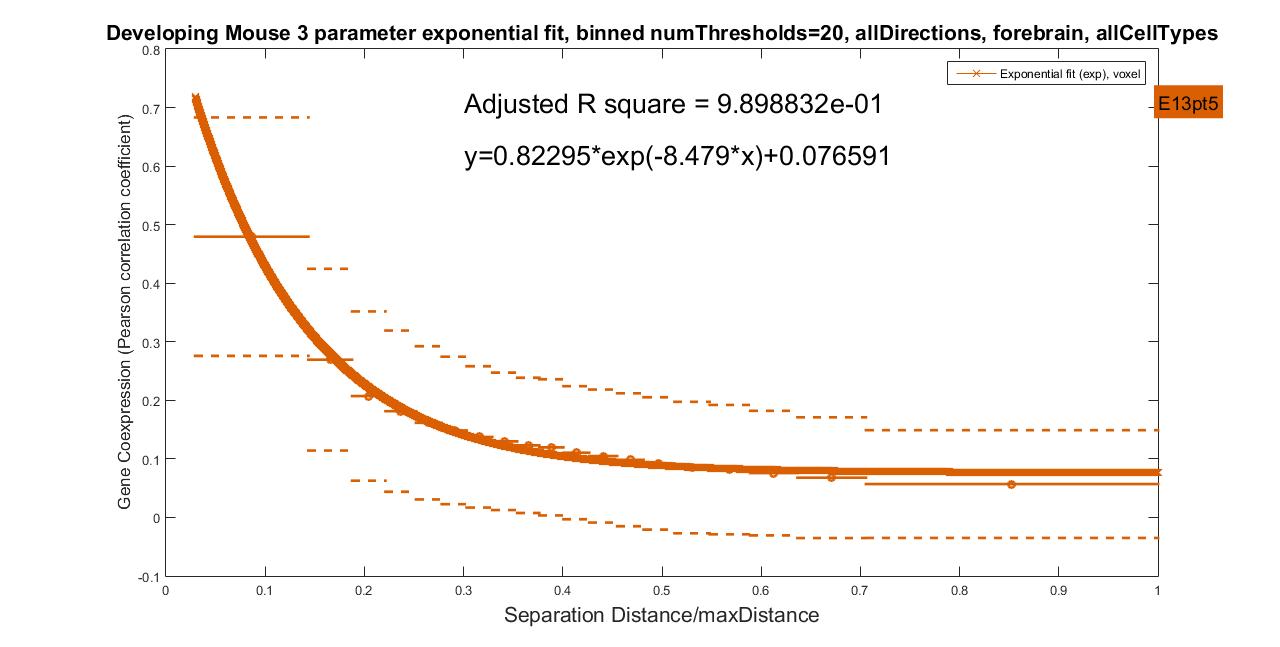 Developing Mouse 3 parameter exponential fit, binned numThresholds=20, allDirections, forebrain, allCellTypes
Exponential fit (exp), voxel
E13pt5
Adjusted R square = 9.898832e-01
y=0.82295*exp(-8.479*x)+0.076591
Gene Coexpression (Pearson correlation coefficient)
0.8
0.7
0.6
0.5
0.4
0.3
0.2
0.1
0
-0.1
0 0.1 0.2 0.3 0.4 0.5 0.6 0.7 0.8 0.9 1
Separation Distance/maxDistance